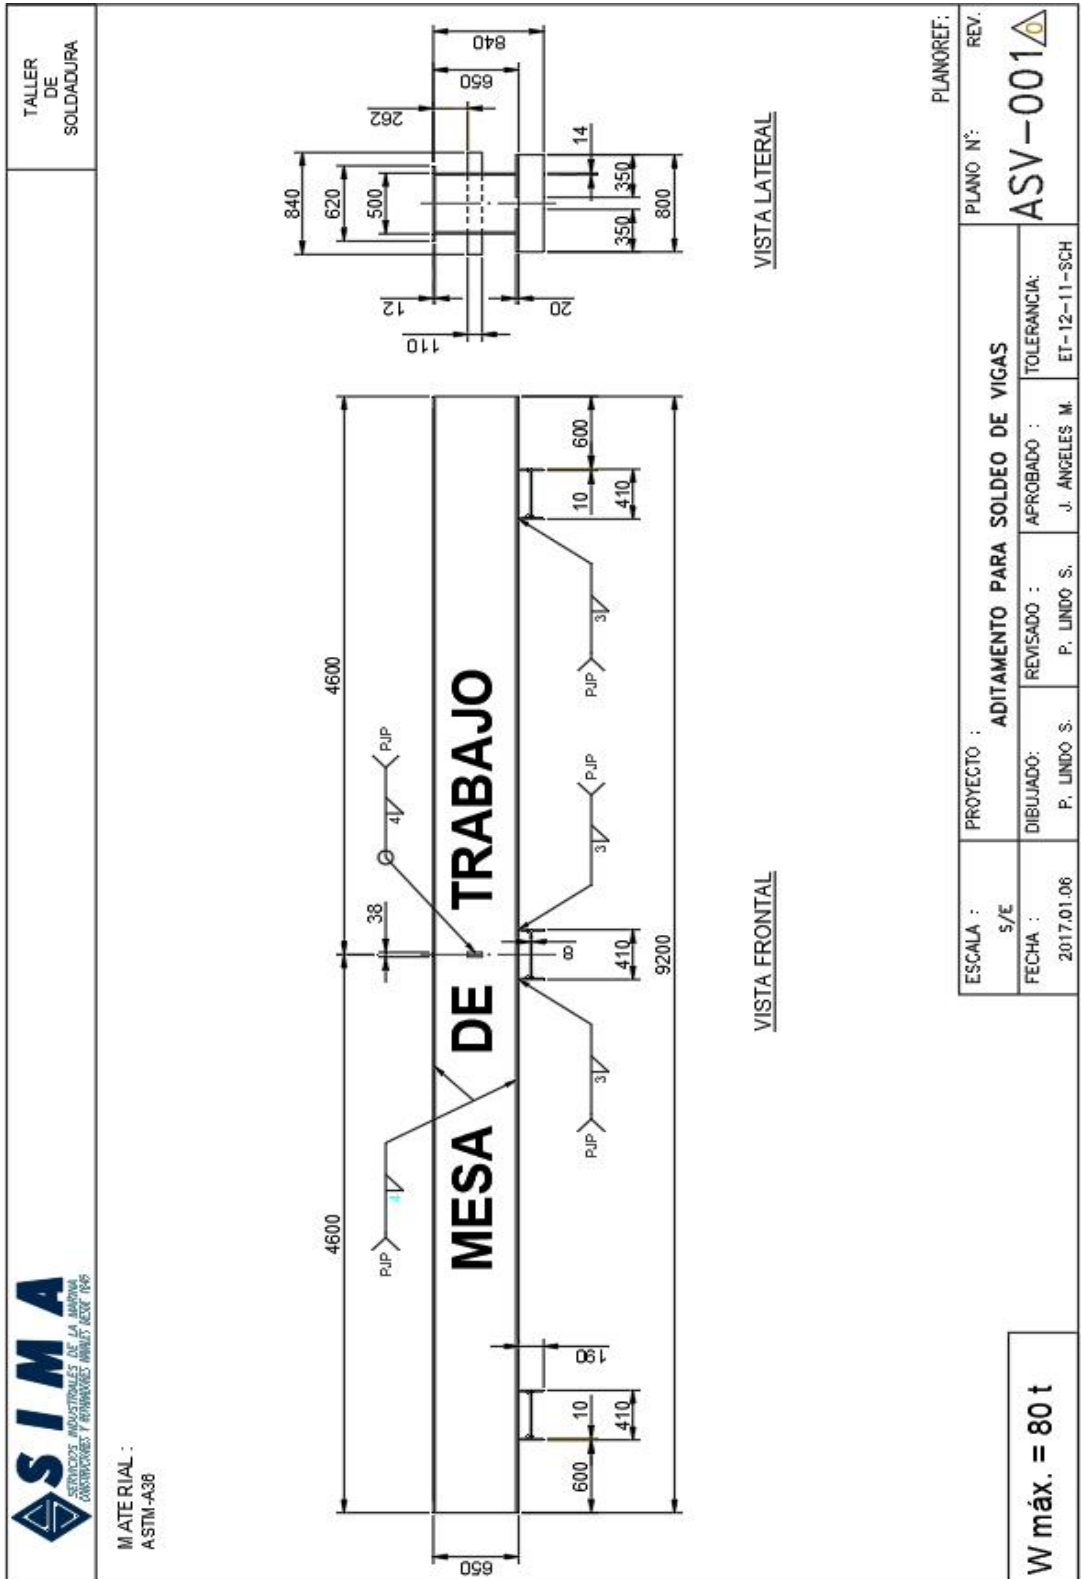 SIMA
SERVICIOS INDUSTRIALES DE LA MARINA
TALLER
DE
SOLDADURA
MATERIAL :
ASTM-A36
4600
4600
38
PJP
4
4
PJP
650
MESA DE TRABAJO
600
10
410
190
PJP
3
8
410
3
PJP
PJP
3
10
410
600
9200
VISTA FRONTAL
840
620
500
262
650
840
12
110
20
14
350
350
800
VISTA LATERAL
W máx. = 80 t
PLANOREF:
ESCALA :
S/E
PROYECTO :
ADITAMENTO PARA SOLDEO DE VIGAS
PLANO N°:
REV.
ASV-001
0
FECHA :
2017.01.06
DIBUJADO:
P. LINDO S.
REVISADO :
P. LINDO S.
APROBADO :
J. ANGELES M.
TOLERANCIA:
ET-12-11-SCH